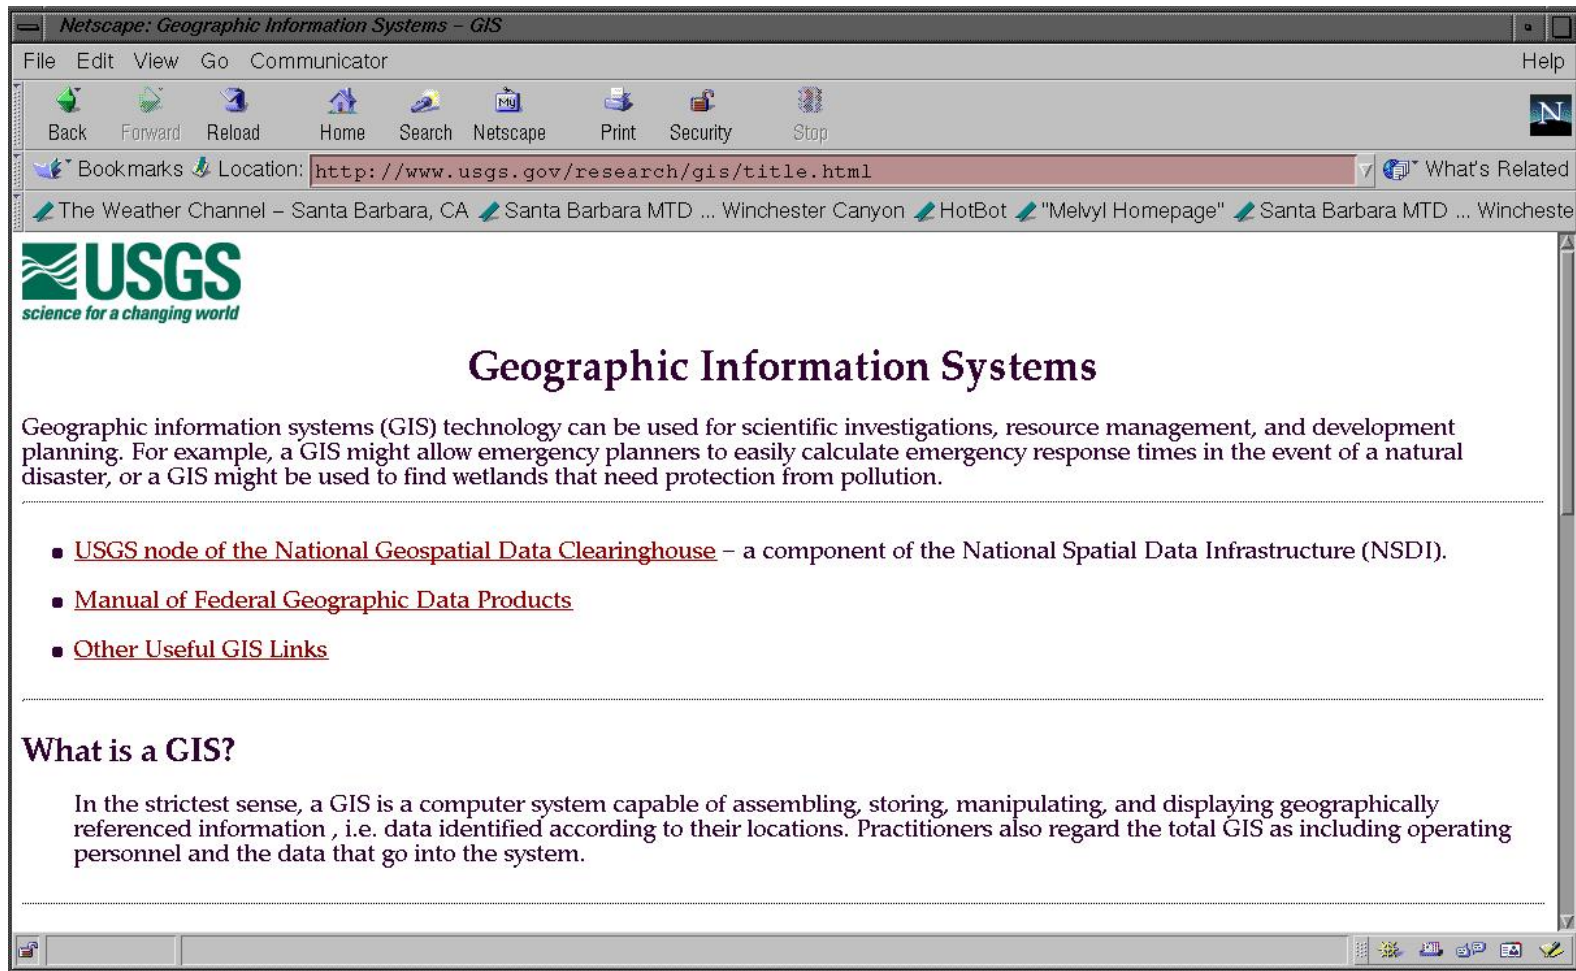 Netscape: Geographic Information Systems – GIS
File Edit View Go Communicator Help
My N
Back Forward Reload Home Search Netscape Print Security Stop
Bookmarks Location: http://www.usgs.gov/research/gis/title.html What's Related
The Weather Channel – Santa Barbara, CA Santa Barbara MTD ... Winchester Canyon HotBot "Melvyl Homepage" Santa Barbara MTD ... Wincheste
USGS
science for a changing world
Geographic Information Systems
Geographic information systems (GIS) technology can be used for scientific investigations, resource management, and development
planning. For example, a GIS might allow emergency planners to easily calculate emergency response times in the event of a natural
disaster, or a GIS might be used to find wetlands that need protection from pollution.
USGS node of the National Geospatial Data Clearinghouse – a component of the National Spatial Data Infrastructure (NSDI).
Manual of Federal Geographic Data Products
Other Useful GIS Links
What is a GIS?
In the strictest sense, a GIS is a computer system capable of assembling, storing, manipulating, and displaying geographically
referenced information , i.e. data identified according to their locations. Practitioners also regard the total GIS as including operating
personnel and the data that go into the system.